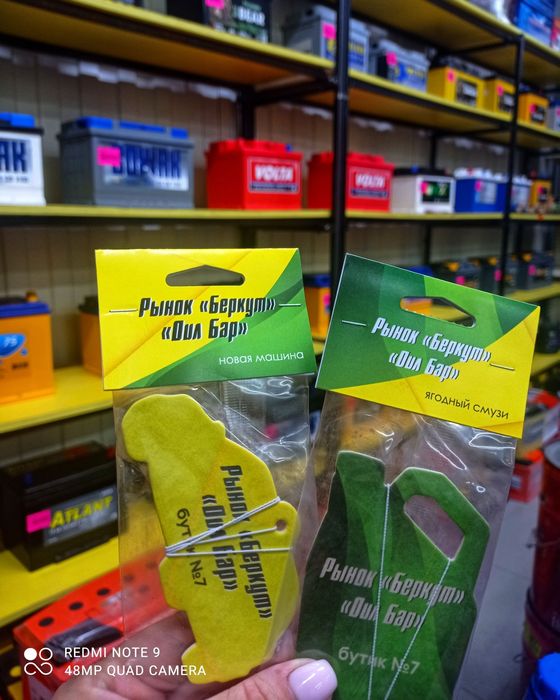 VOLTA
VOLTA
75
ATLANT
Рынок «Беркут»
«Оил Бар»
новая машина
Рынок «Беркут»
«Оил Бар»
ягодный смузи
Рынок «Беркут»
«Оил Бар»
бутик №7
Рынок «Беркут»
«Оил Бар»
бутик №7
REDMI NOTE 9
48MP QUAD CAMERA